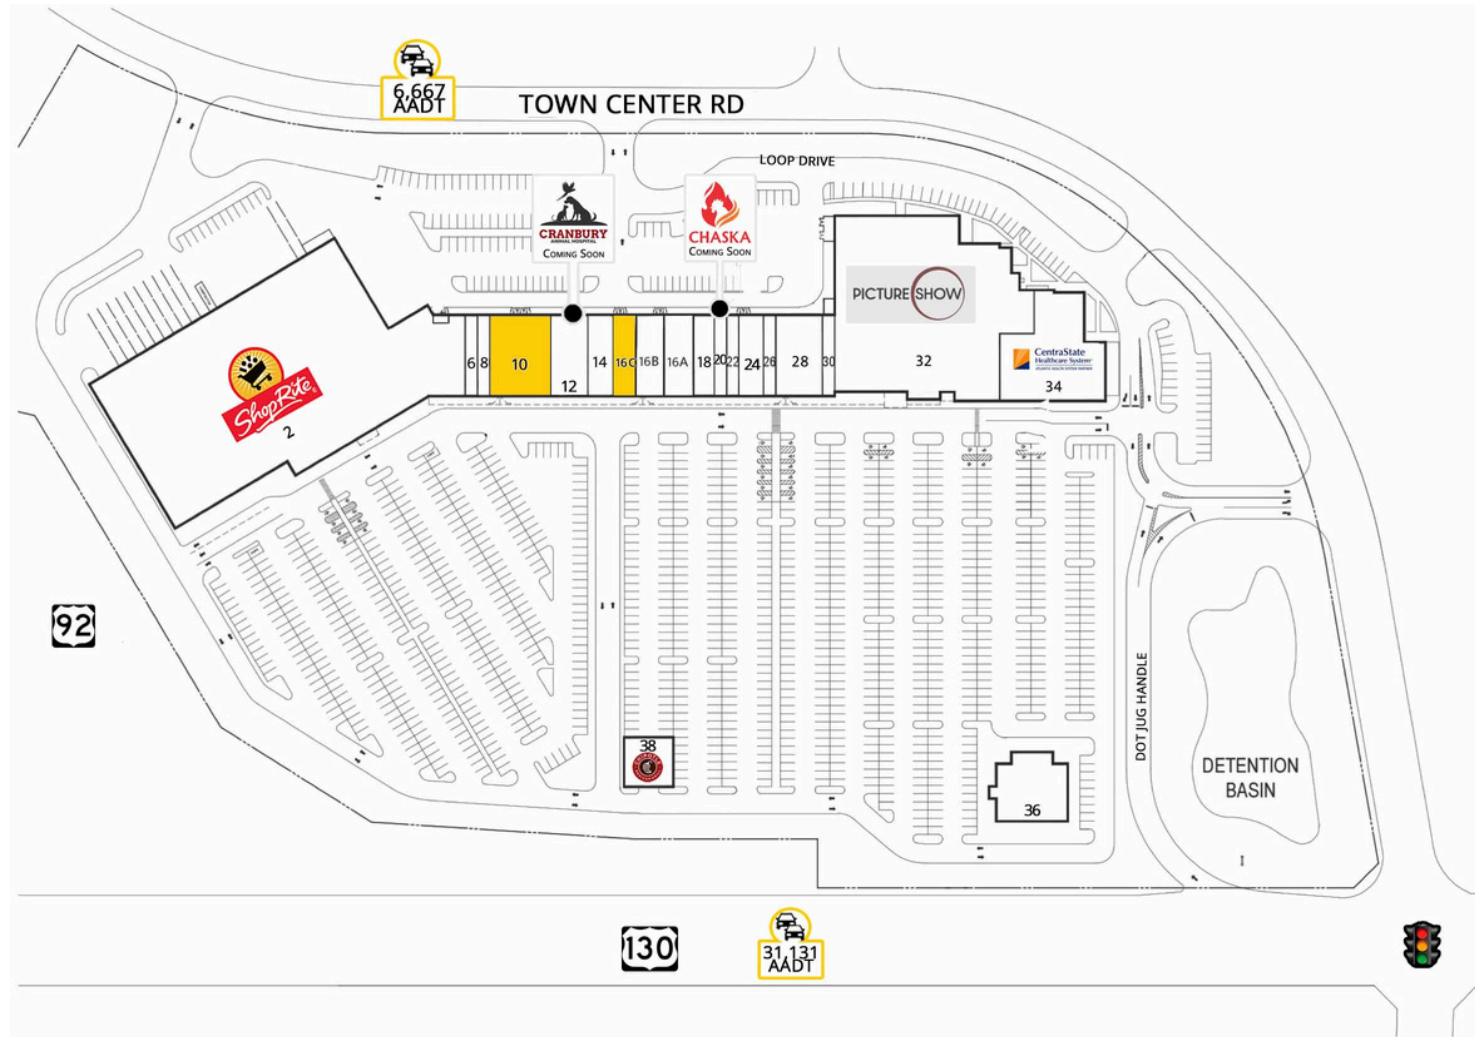 6,667
AADT
TOWN CENTER RD
LOOP DRIVE
CRANBURY
ANIMAL HOSPITAL
COMING SOON
CHASKA
COMING SOON
PICTURE SHOW
ShopRite
2
6
8
10
12
14
16C
16B
16A
18
20
22
24
26
28
30
32
CentraState
Healthcare System
34
92
38
36
DOT JUG HANDLE
DETENTION
BASIN
130
31,131
AADT